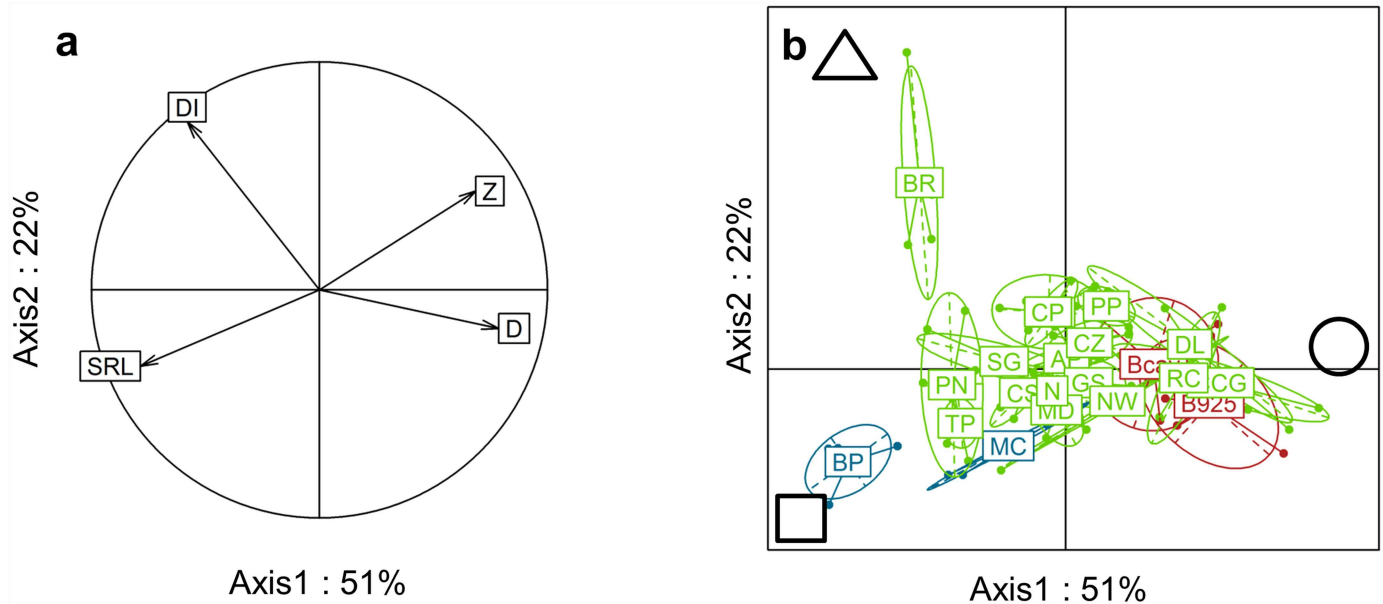 a
DI
Z
D
SRL
Axis2 : 22%
Axis1 : 51%
b
BR
CP
PP
CZ
DL
SG
A
Bca
PN
CS
N
GS
RC
CG
MD
NW
B925
TP
MC
BP
Axis2 : 22%
Axis1 : 51%